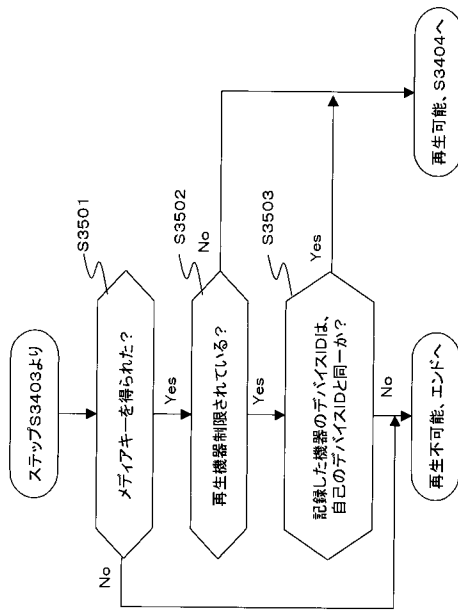 ステップS3403より
S3501
メディアキーを得られた?
No
Yes
S3502
再生機器制限されている?
No
Yes
S3503
記録した機器のデバイスIDは、
自己のデバイスIDと同一か?
Yes
No
再生不可能、エンドへ
再生可能、S3404へ